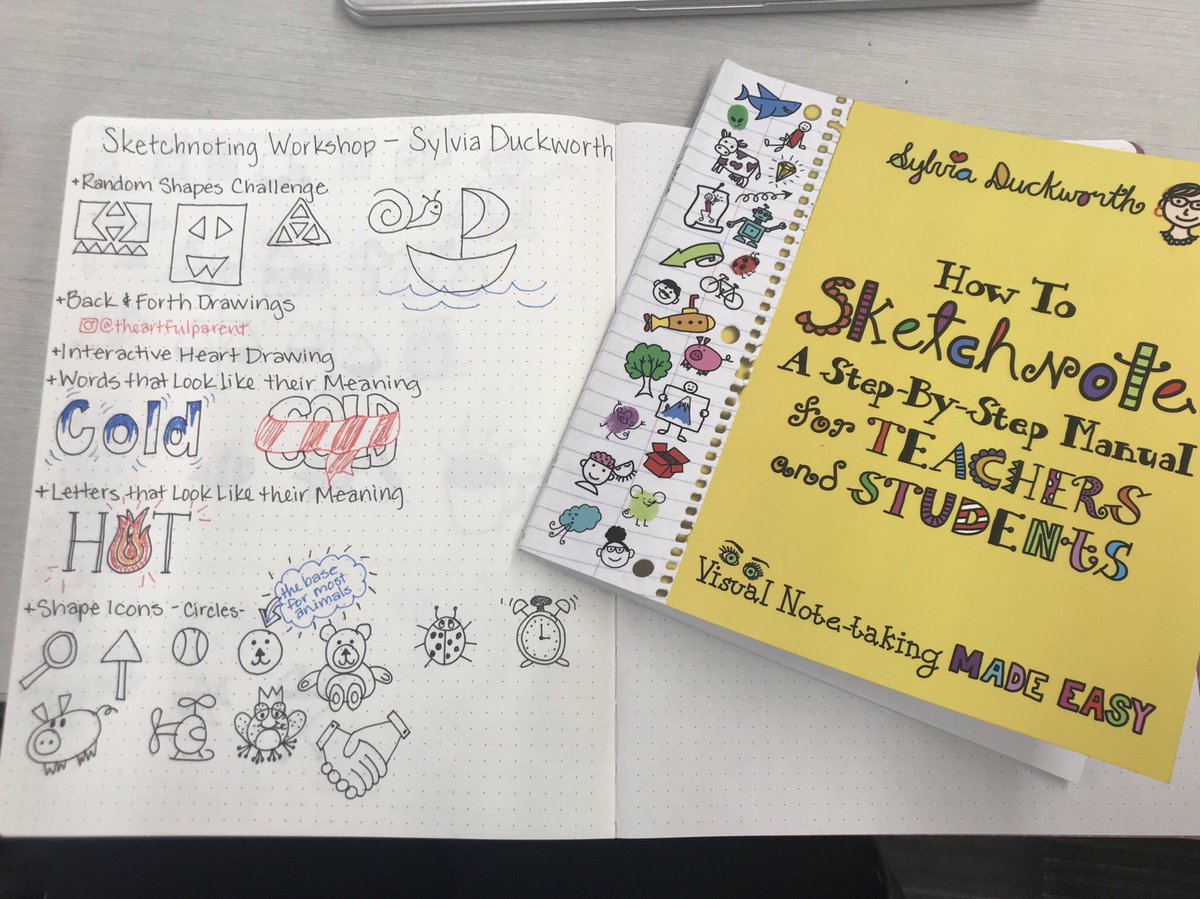 Sketchnoting Workshop - Sylvia Duckworth
+Random Shapes Challenge
+Back & Forth Drawings
@theartfulparent
+Interactive Heart Drawing
+Words that Look Like their Meaning
Cold
COLD
+Letters that Look Like their Meaning
HOT
the base
for most
animals
+Shape Icons -Circles-
Sylvia Duckworth
How To
Sketchnote
A Step-By-Step Manual
for TEACHERS
and STUDENTS
Visual Note-taking MADE EASY